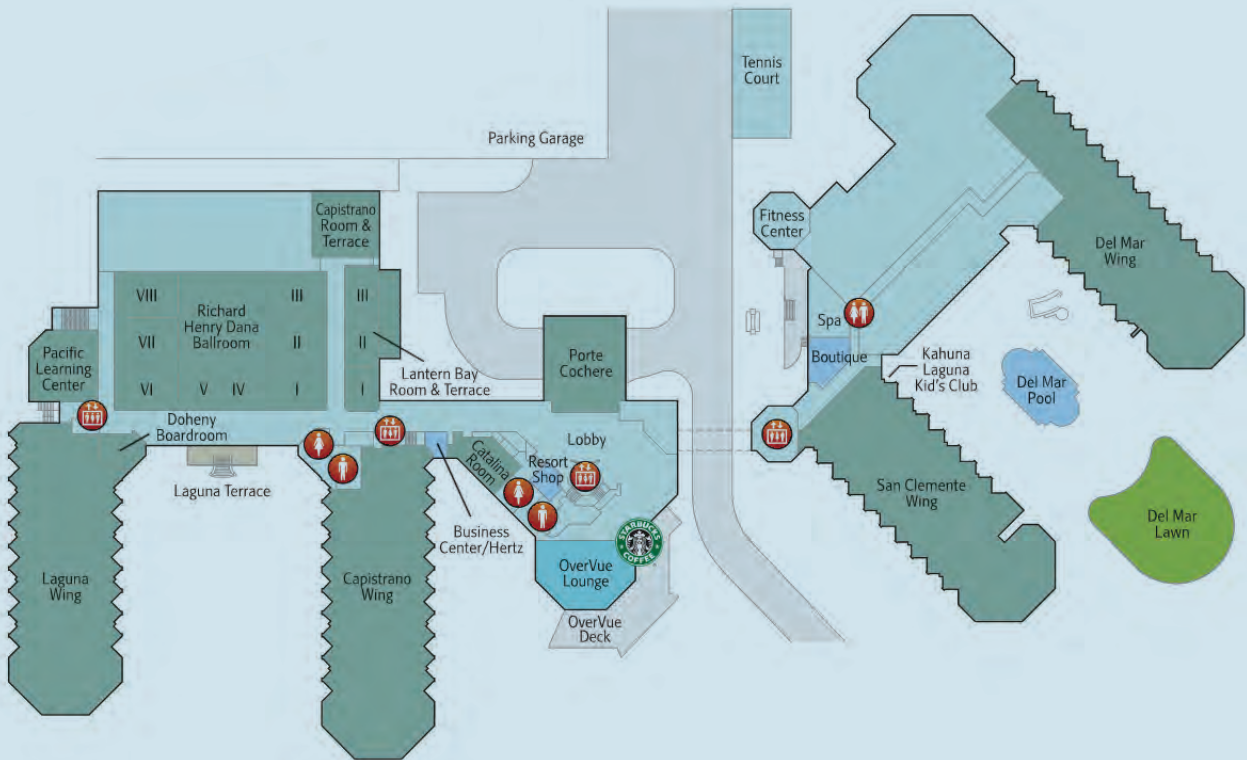 Tennis
Court
Parking Garage
Capistrano
Room &
Terrace
Fitness
Center
Del Mar
Wing
VIII
III
III
Richard
Henry Dana
Ballroom
VII
II
II
VI
V
IV
I
I
Pacific
Learning
Center
Lantern Bay
Room & Terrace
Porte
Cochere
Spa
Boutique
Kahuna
Laguna
Kid's Club
Del Mar
Pool
Doheny
Boardroom
Laguna Terrace
Catalina
Room
Lobby
Resort
Shop
Business
Center/Hertz
San Clemente
Wing
Del Mar
Lawn
STARBUCKS
COFFEE
OverVue
Lounge
OverVue
Deck
Laguna
Wing
Capistrano
Wing